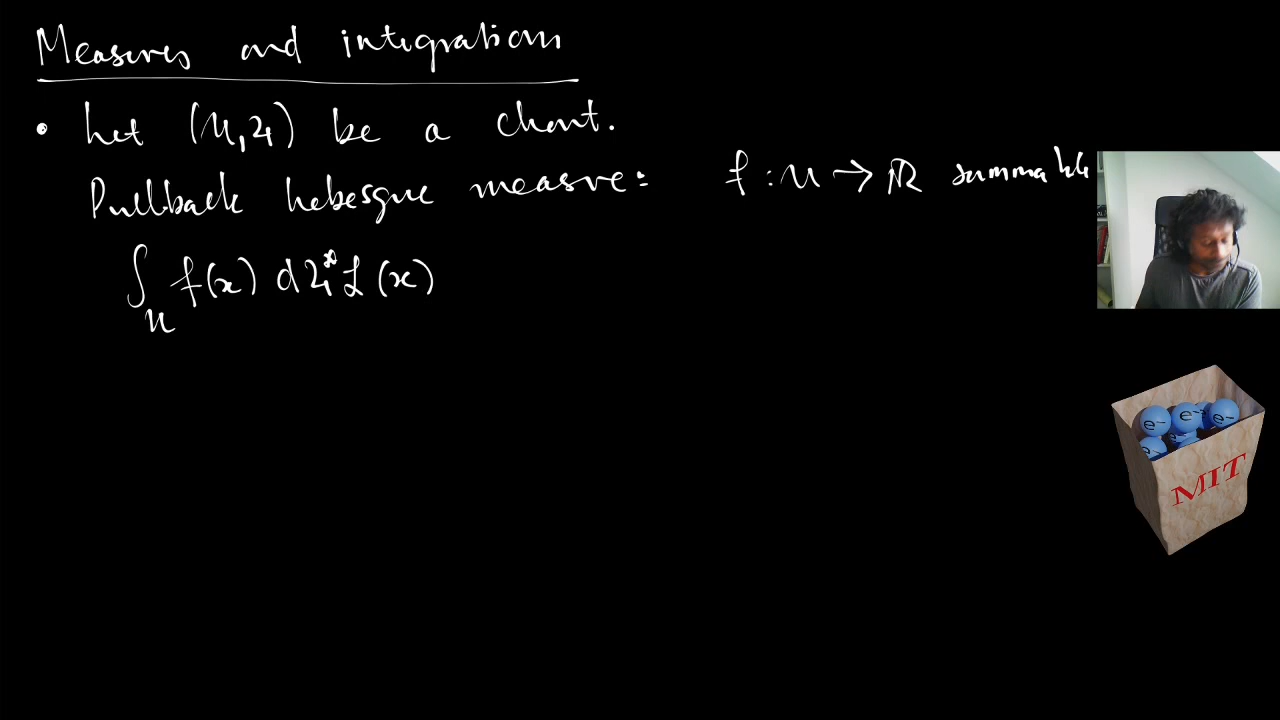 Measures and integration
• Let (U,φ) be a chart.
Pullback Lebesgue measure: f : U → ℝ summable
∫_U f(x) dφ*L(x)
e⁻ e⁻ e⁻ e⁻
MIT